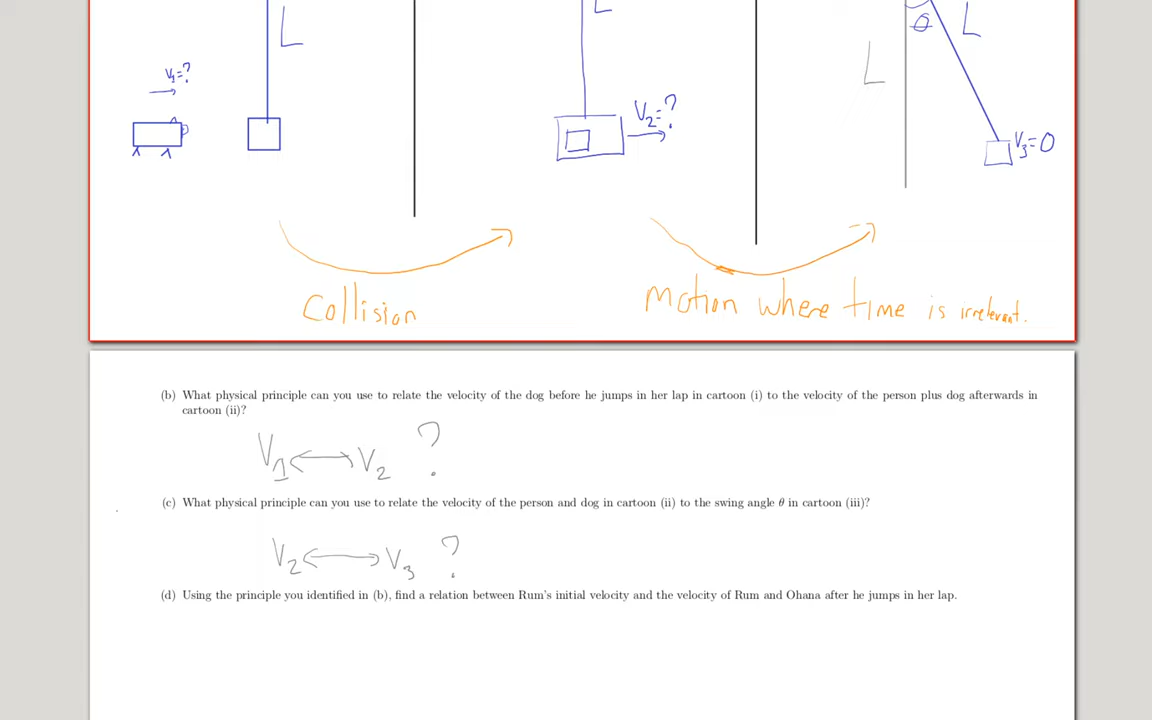 L
L
L
θ
L
V₁=?
V₂=?
V₃=0
Collision
Motion where time is irrelevant.
(b) What physical principle can you use to relate the velocity of the dog before he jumps in her lap in cartoon (i) to the velocity of the person plus dog afterwards in
cartoon (ii)?
V₁ ↔ V₂ ?
(c) What physical principle can you use to relate the velocity of the person and dog in cartoon (ii) to the swing angle θ in cartoon (iii)?
V₂ ↔ V₃ ?
(d) Using the principle you identified in (b), find a relation between Rum's initial velocity and the velocity of Rum and Ohana after he jumps in her lap.